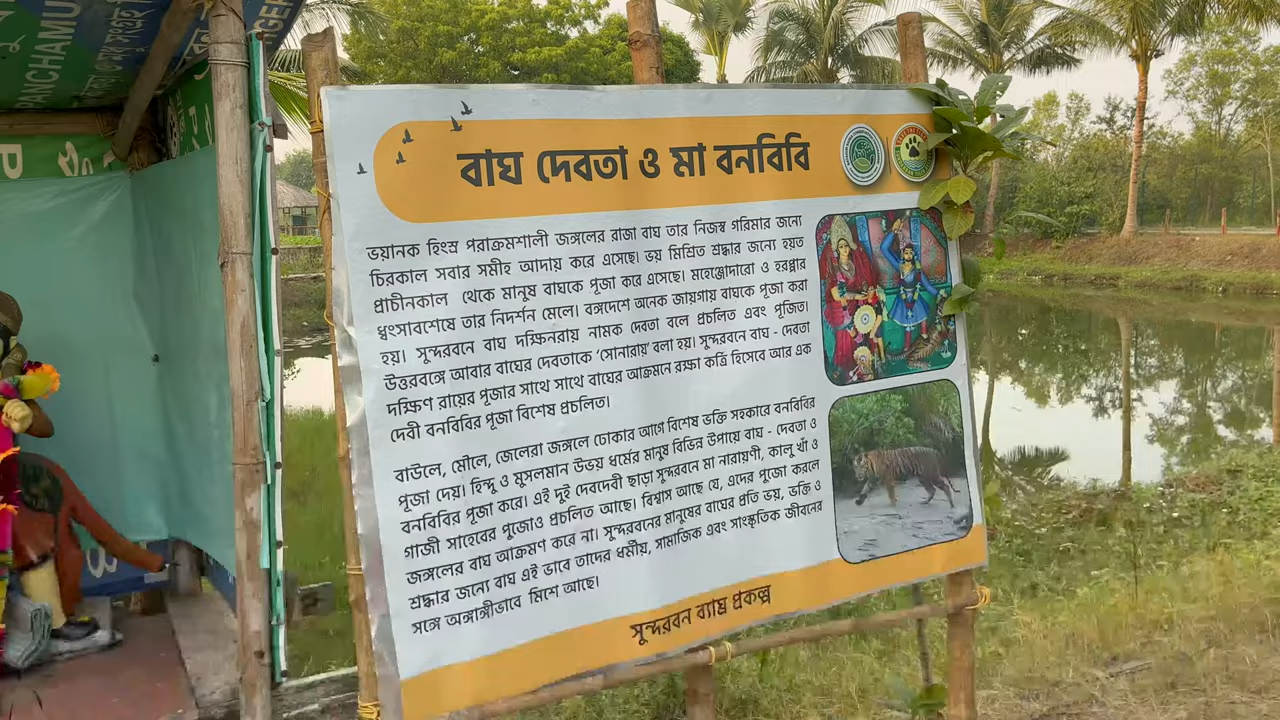 PANCHAMU
GER
বাঘ দেবতা ও মা বনবিবি
ভয়ানক হিংস্র পরাক্রমশালী জঙ্গলের রাজা বাঘ তার নিজস্ব গরিমার জন্যে
চিরকাল সবার সমীহ আদায় করে এসেছে। ভয় মিশ্রিত শ্রদ্ধার জন্যে হয়ত
প্রাচীনকাল থেকে মানুষ বাঘকে পূজা করে এসেছে। মহেঞ্জোদারো ও হরপ্পার
ধ্বংসাবশেষে তার নিদর্শন মেলে। বঙ্গদেশে অনেক জায়গায় বাঘকে পূজা করা
হয়। সুন্দরবনে বাঘ দক্ষিনরায় নামক দেবতা বলে প্রচলিত এবং পূজিত।
উত্তরবঙ্গে আবার বাঘের দেবতাকে 'সোনারায়' বলা হয়। সুন্দরবনে বাঘ - দেবতা
দক্ষিণ রায়ের পূজার সাথে সাথে বাঘের আক্রমনে রক্ষা কর্ত্রি হিসেবে আর এক
দেবী বনবিবির পূজা বিশেষ প্রচলিত।
বাউলে, মৌলে, জেলেরা জঙ্গলে ঢোকার আগে বিশেষ ভক্তি সহকারে বনবিবির
পূজা দেয়। হিন্দু ও মুসলমান উভয় ধর্মের মানুষ বিভিন্ন উপায়ে বাঘ - দেবতা ও
বনবিবির পূজা করে। এই দুই দেবদেবী ছাড়া সুন্দরবনে মা নারায়ণী, কালু খাঁ ও
গাজী সাহেবের পুজোও প্রচলিত আছে। বিশ্বাস আছে যে, এদের পুজো করলে
জঙ্গলের বাঘ আক্রমণ করে না। সুন্দরবনের মানুষের বাঘের প্রতি ভয়, ভক্তি ও
শ্রদ্ধার জন্যে বাঘ এই ভাবে তাদের ধর্মীয়, সামাজিক এবং সাংস্কৃতিক জীবনের
সঙ্গে অঙ্গাঙ্গীভাবে মিশে আছে।
সুন্দরবন ব্যাঘ্র প্রকল্প